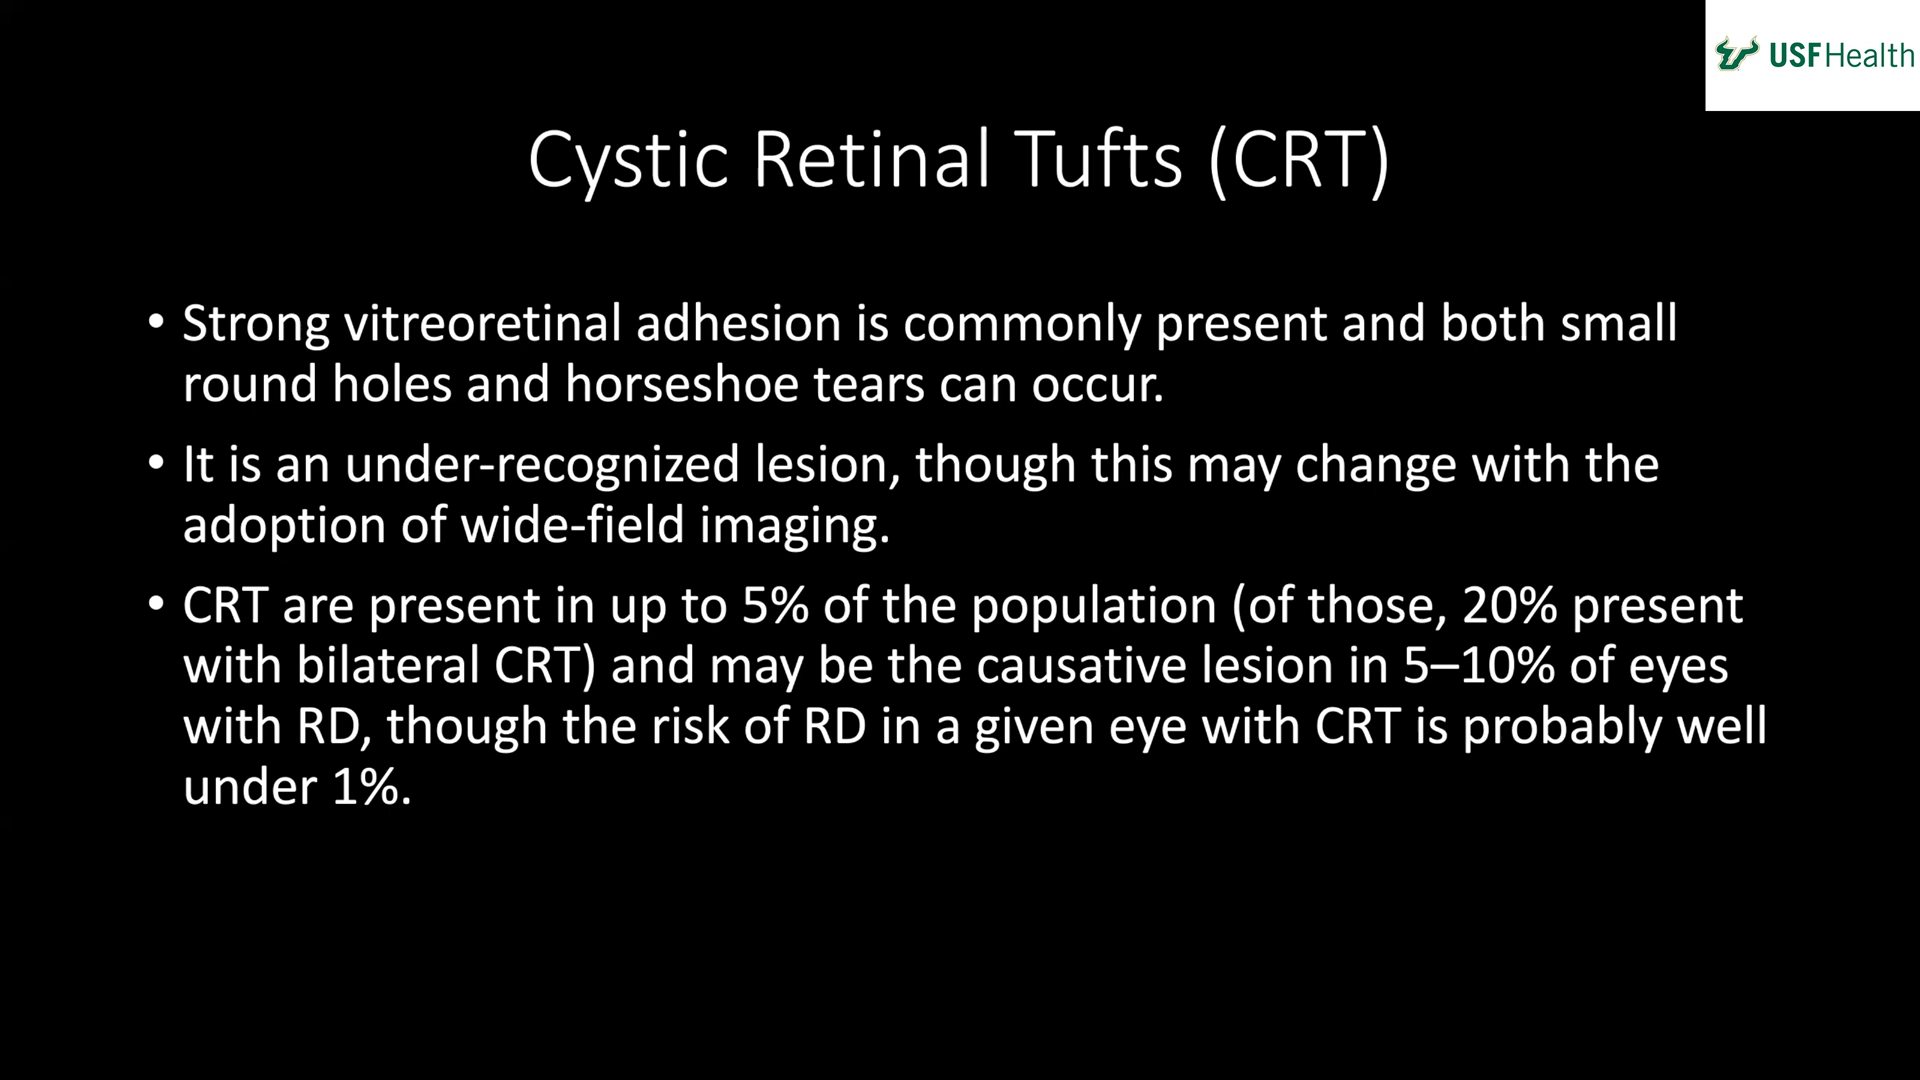 USFHealth
Cystic Retinal Tufts (CRT)
• Strong vitreoretinal adhesion is commonly present and both small
round holes and horseshoe tears can occur.
• It is an under-recognized lesion, though this may change with the
adoption of wide-field imaging.
• CRT are present in up to 5% of the population (of those, 20% present
with bilateral CRT) and may be the causative lesion in 5–10% of eyes
with RD, though the risk of RD in a given eye with CRT is probably well
under 1%.